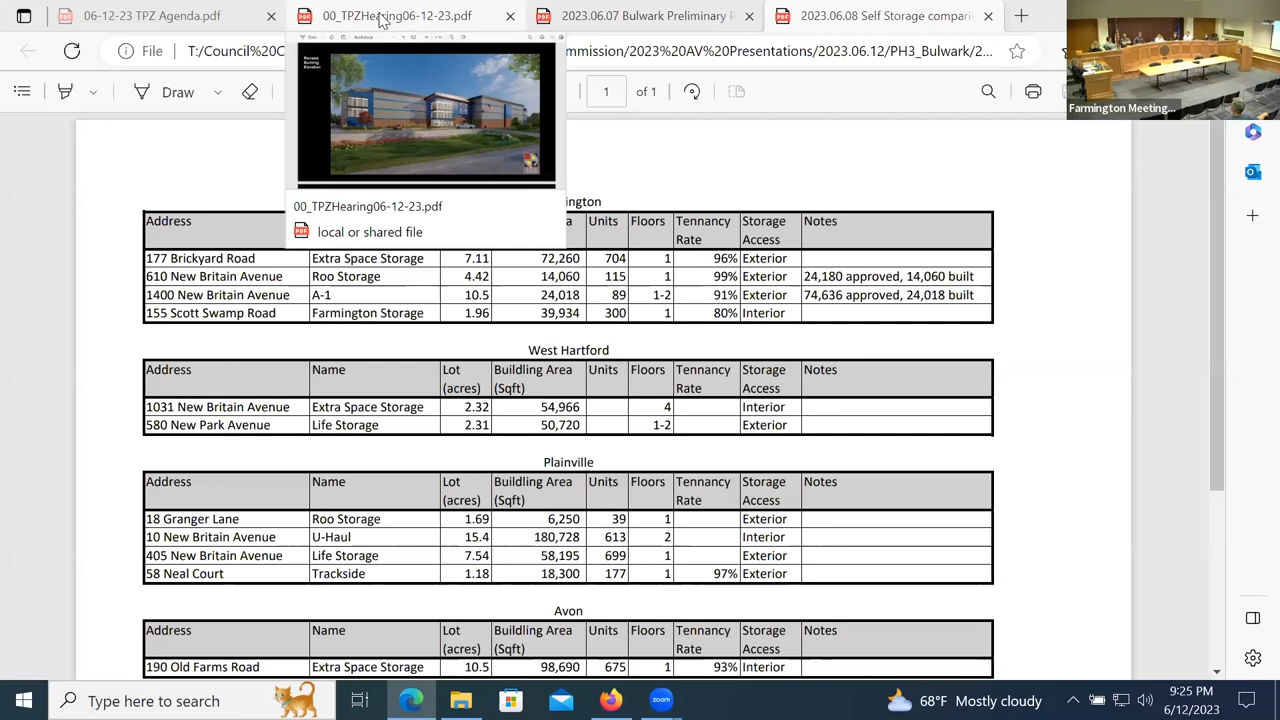 06-12-23 TPZ Agenda.pdf
00_TPZHearing06-12-23.pdf
2023.06.07 Bulwark Preliminary
2023.06.08 Self Storage compa
File T:/Council%20C
mmission/2023%20AV%20Presentations/2023.06.12/PH3_Bulwark/2...
Farmington Meeting...
Draw
1 of 1
Revised
Building
Elevation
00_TPZHearing06-12-23.pdf
local or shared file
ington
Address a Units Floors Tennancy Storage Notes
Rate Access
177 Brickyard Road Extra Space Storage 7.11 72,260 704 1 96% Exterior
610 New Britain Avenue Roo Storage 4.42 14,060 115 1 99% Exterior 24,180 approved, 14,060 built
1400 New Britain Avenue A-1 10.5 24,018 89 1-2 91% Exterior 74,636 approved, 24,018 built
155 Scott Swamp Road Farmington Storage 1.96 39,934 300 1 80% Interior
West Hartford
Address Name Lot Buildling Area Units Floors Tennancy Storage Notes
(acres) (Sqft) Rate Access
1031 New Britain Avenue Extra Space Storage 2.32 54,966 4 Interior
580 New Park Avenue Life Storage 2.31 50,720 1-2 Exterior
Plainville
Address Name Lot Buildling Area Units Floors Tennancy Storage Notes
(acres) (Sqft) Rate Access
18 Granger Lane Roo Storage 1.69 6,250 39 1 Exterior
10 New Britain Avenue U-Haul 15.4 180,728 613 2 Interior
405 New Britain Avenue Life Storage 7.54 58,195 699 1 Exterior
58 Neal Court Trackside 1.18 18,300 177 1 97% Exterior
Avon
Address Name Lot Buildling Area Units Floors Tennancy Storage Notes
(acres) (Sqft) Rate Access
190 Old Farms Road Extra Space Storage 10.5 98,690 675 1 93% Interior
Type here to search
zoom
68°F Mostly cloudy
9:25 PM
6/12/2023